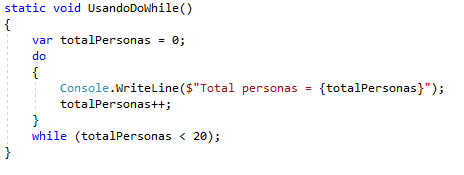 static void UsandoDoWhile()
{
    var totalPersonas = 0;
    do
    {
        Console.WriteLine($"Total personas = {totalPersonas}");
        totalPersonas++;
    }
    while (totalPersonas < 20);
}